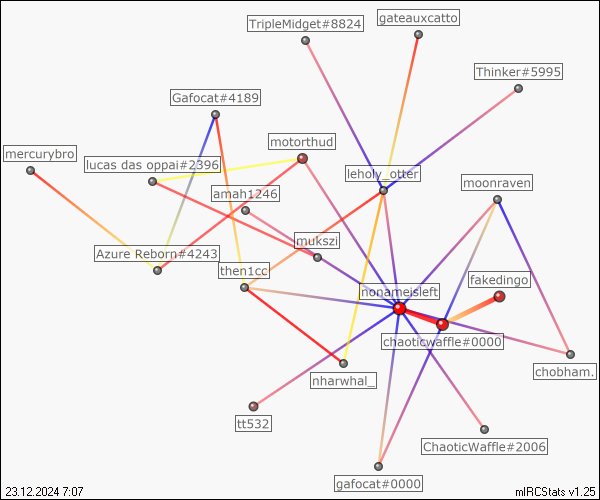 TripleMidget#8824
gateauxcatto
Thinker#5995
Gafocat#4189
motorthud
mercurybro
lucas das oppai#2396
leholy_otter
moonraven
amah1246
mukszi
Azure Reborn#4243
then1cc
fakedingo
nonameisleft
chaoticwaffle#0000
nharwhal_
chobham.
tt532
ChaoticWaffle#2006
gafocat#0000
23.12.2024 7:07
mIRCStats v1.25